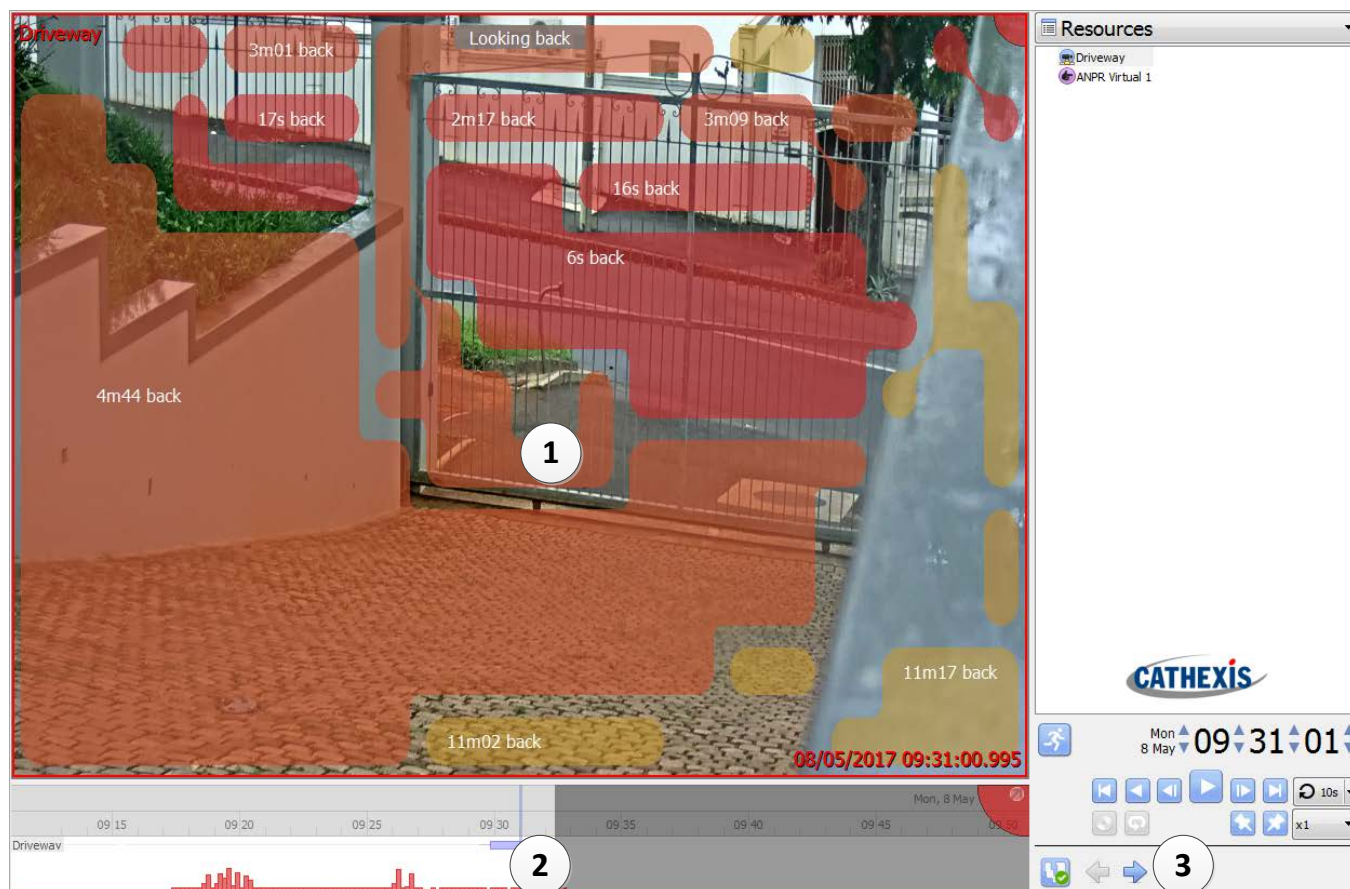 Driveway
3m01 back
Looking back
17s back
2m17 back
3m09 back
16s back
6s back
4m44 back
1
11m17 back
11m02 back
08/05/2017 09:31:00.995
Resources
Driveway
ANPR Virtual 1
CATHEXIS
Mon
8 May
09 31 01
10s
x1
Mon, 8 May
09:15 09:20 09:25 09:30 09:35 09:40 09:45 09:50
Driveway
2
3